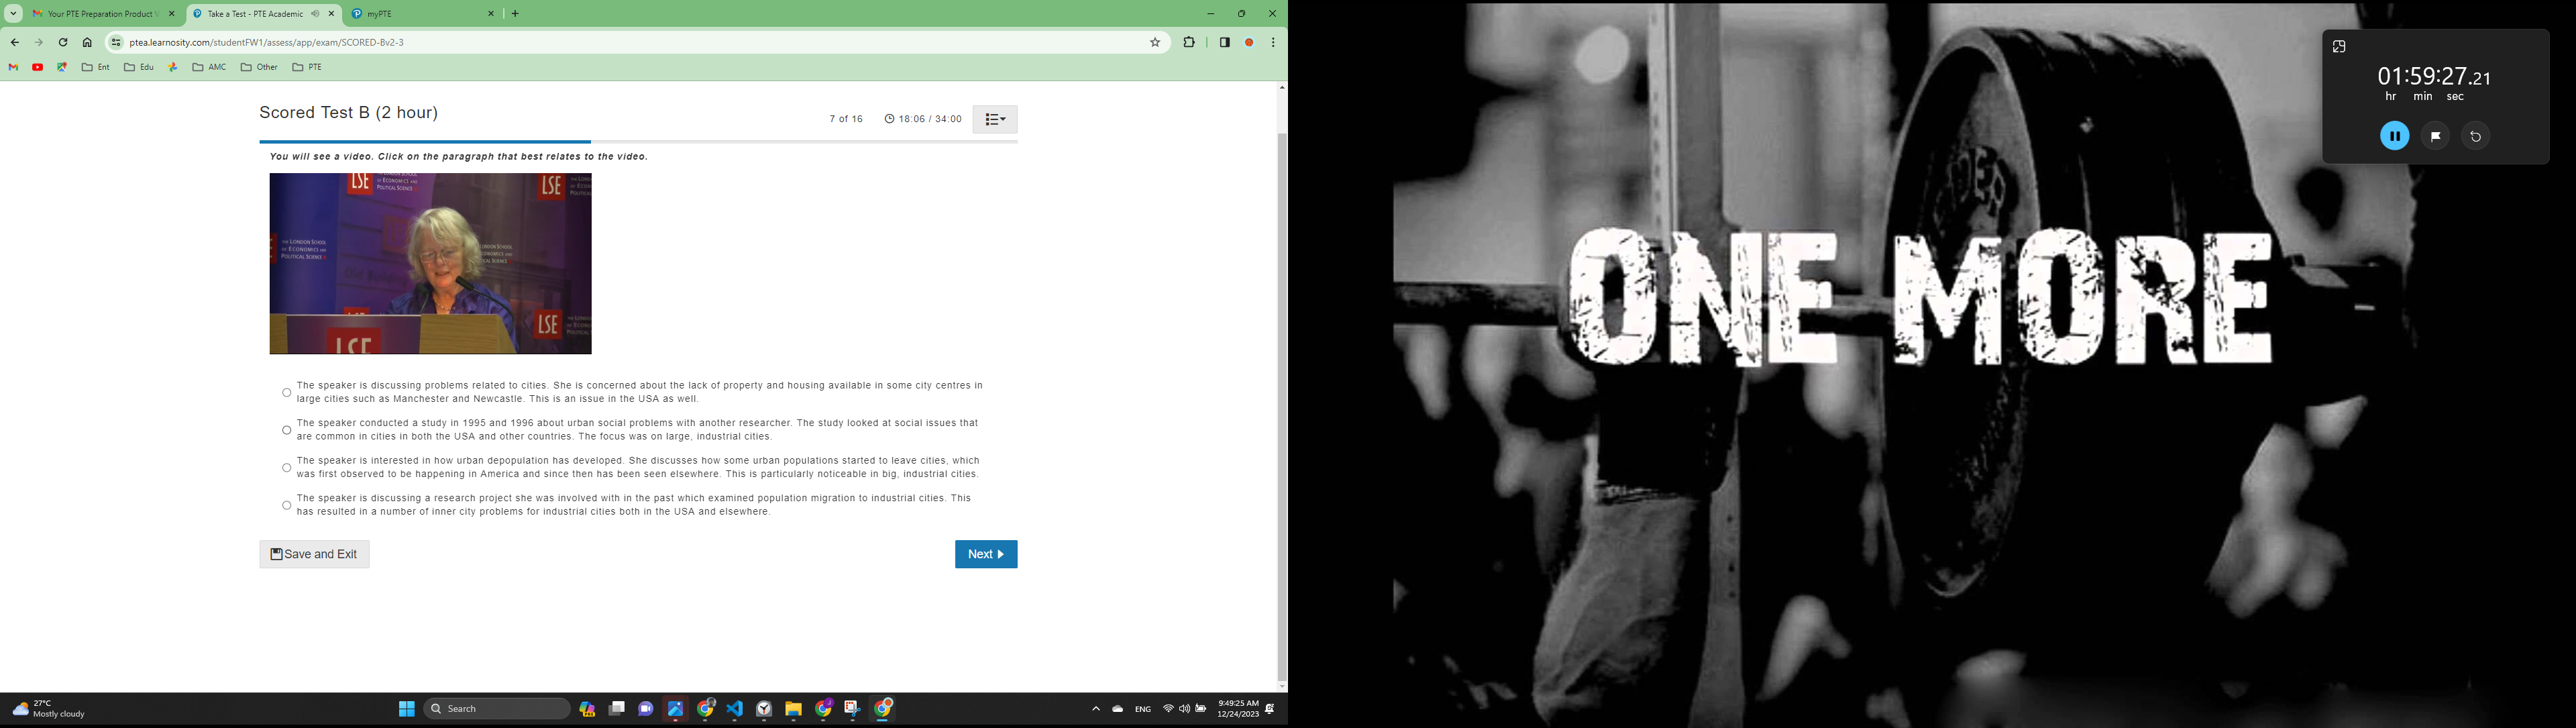 Your PTE Preparation Product V
Take a Test - PTE Academic
myPTE
ptea.learnosity.com/studentFW1/assess/app/exam/SCORED-Bv2-3
Ent
Edu
AMC
Other
PTE
Scored Test B (2 hour)
7 of 16
18:06 / 34:00
You will see a video. Click on the paragraph that best relates to the video.
LSE
OF ECONOMICS AND
POLITICAL SCIENCE
LSE
THE LONDON SCHOOL
OF ECONOMICS AND
POLITICAL SCIENCE
LSE
LSE
The speaker is discussing problems related to cities. She is concerned about the lack of property and housing available in some city centres in
large cities such as Manchester and Newcastle. This is an issue in the USA as well.
The speaker conducted a study in 1995 and 1996 about urban social problems with another researcher. The study looked at social issues that
are common in cities in both the USA and other countries. The focus was on large, industrial cities.
The speaker is interested in how urban depopulation has developed. She discusses how some urban populations started to leave cities, which
was first observed to be happening in America and since then has been seen elsewhere. This is particularly noticeable in big, industrial cities.
The speaker is discussing a research project she was involved with in the past which examined population migration to industrial cities. This
has resulted in a number of inner city problems for industrial cities both in the USA and elsewhere.
Save and Exit
Next
27°C
Mostly cloudy
Search
ENG
9:49:25 AM
12/24/2023
ONE MORE
01:59:27.21
hr min sec